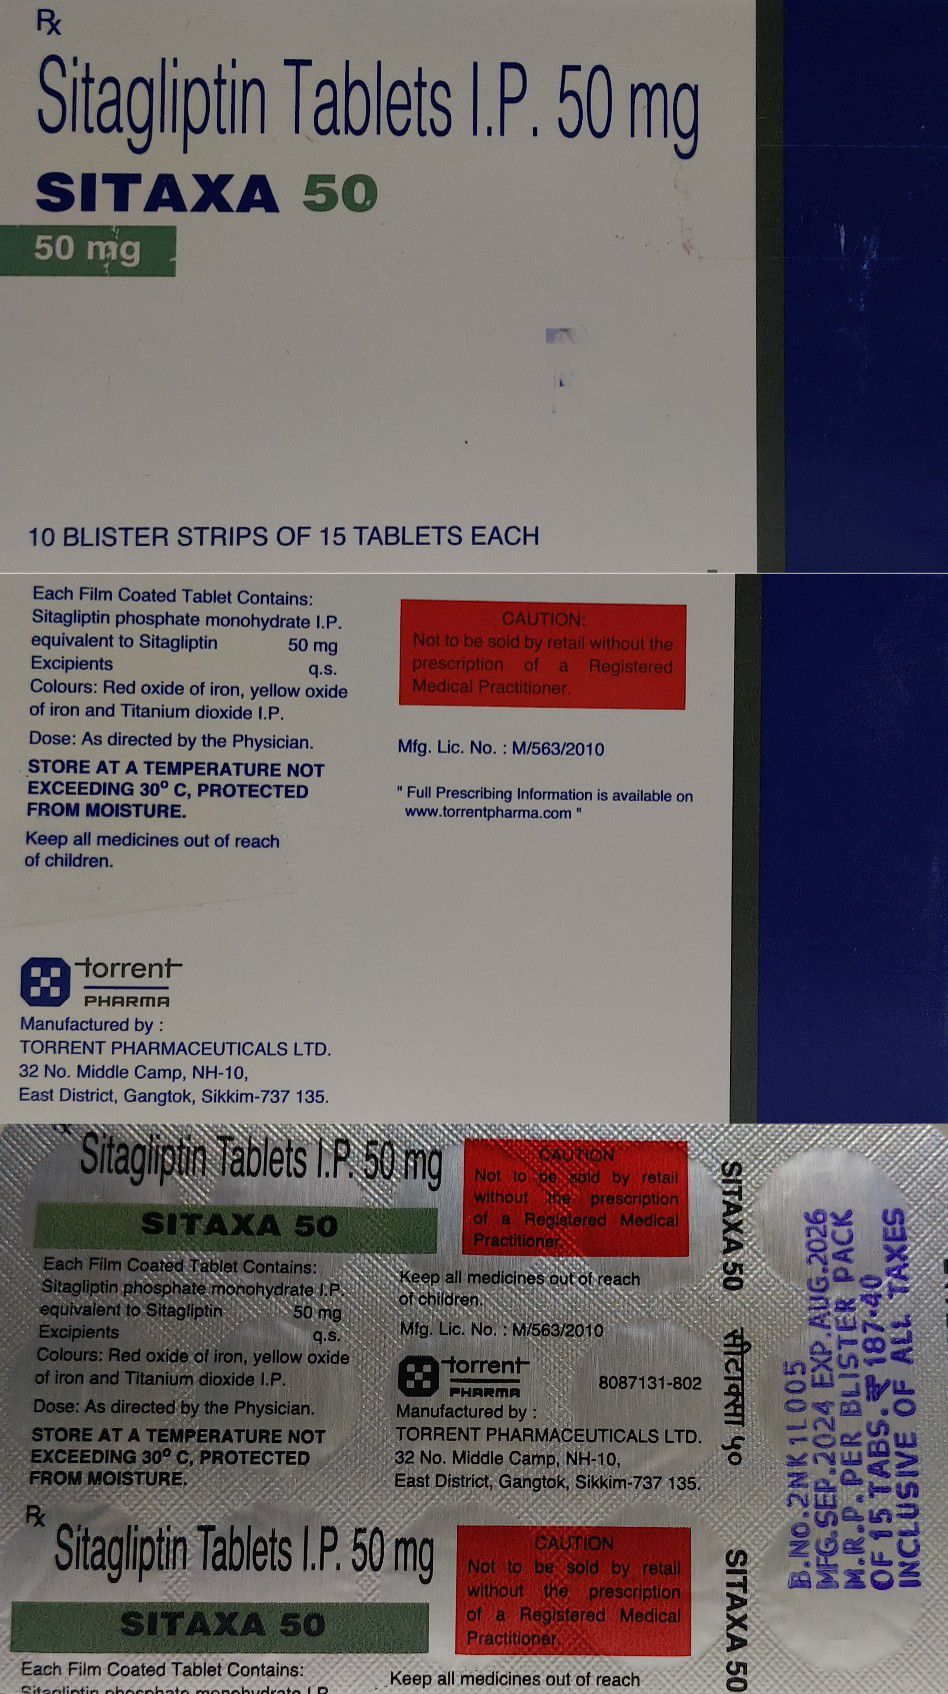 Rx
Sitagliptin Tablets I.P. 50 mg
SITAXA 50
50 mg
10 BLISTER STRIPS OF 15 TABLETS EACH
Each Film Coated Tablet Contains:
Sitagliptin phosphate monohydrate I.P.
equivalent to Sitagliptin 50 mg
Excipients q.s.
Colours: Red oxide of iron, yellow oxide
of iron and Titanium dioxide I.P.
Dose: As directed by the Physician.
STORE AT A TEMPERATURE NOT
EXCEEDING 30º C, PROTECTED
FROM MOISTURE.
Keep all medicines out of reach
of children.
CAUTION:
Not to be sold by retail without the
prescription of a Registered
Medical Practitioner.
Mfg. Lic. No. : M/563/2010
" Full Prescribing Information is available on
www.torrentpharma.com "
torrent
PHARMA
Manufactured by :
TORRENT PHARMACEUTICALS LTD.
32 No. Middle Camp, NH-10,
East District, Gangtok, Sikkim-737 135.
Rx
Sitagliptin Tablets I.P. 50 mg
SITAXA 50
Each Film Coated Tablet Contains:
Sitagliptin phosphate monohydrate I.P.
equivalent to Sitagliptin 50 mg
Excipients q.s.
Colours: Red oxide of iron, yellow oxide
of iron and Titanium dioxide I.P.
Dose: As directed by the Physician.
STORE AT A TEMPERATURE NOT
EXCEEDING 30º C, PROTECTED
FROM MOISTURE.
CAUTION
Not to be sold by retail
without the prescription
of a Registered Medical
Practitioner.
Keep all medicines out of reach
of children.
Mfg. Lic. No. : M/563/2010
torrent
PHARMA
8087131-802
Manufactured by :
TORRENT PHARMACEUTICALS LTD.
32 No. Middle Camp, NH-10,
East District, Gangtok, Sikkim-737 135.
SITAXA 50 सीटाक्सा ५० SITAXA 50
B.No.2NK1L005
MFG.SEP.2024 EXP.AUG.2026
M.R.P.PER BLISTER PACK
OF 15 TABS. ₹ 187.40
INCLUSIVE OF ALL TAXES
Rx
Sitagliptin Tablets I.P. 50 mg
SITAXA 50
Each Film Coated Tablet Contains:
Sitagliptin phosphate monohydrate I.P.
CAUTION
Not to be sold by retail
without the prescription
of a Registered Medical
Practitioner.
Keep all medicines out of reach